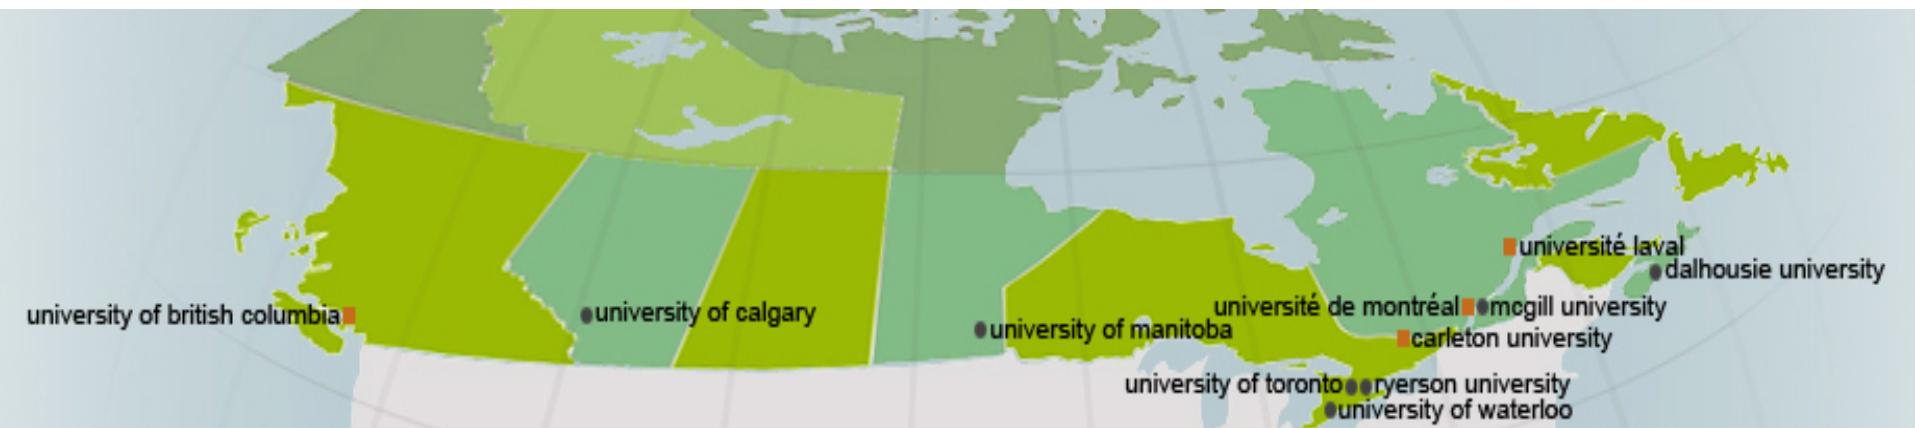 université laval
dalhousie university
université de montréal
mcgill university
university of british columbia
university of calgary
university of manitoba
carleton university
university of toronto
ryerson university
university of waterloo